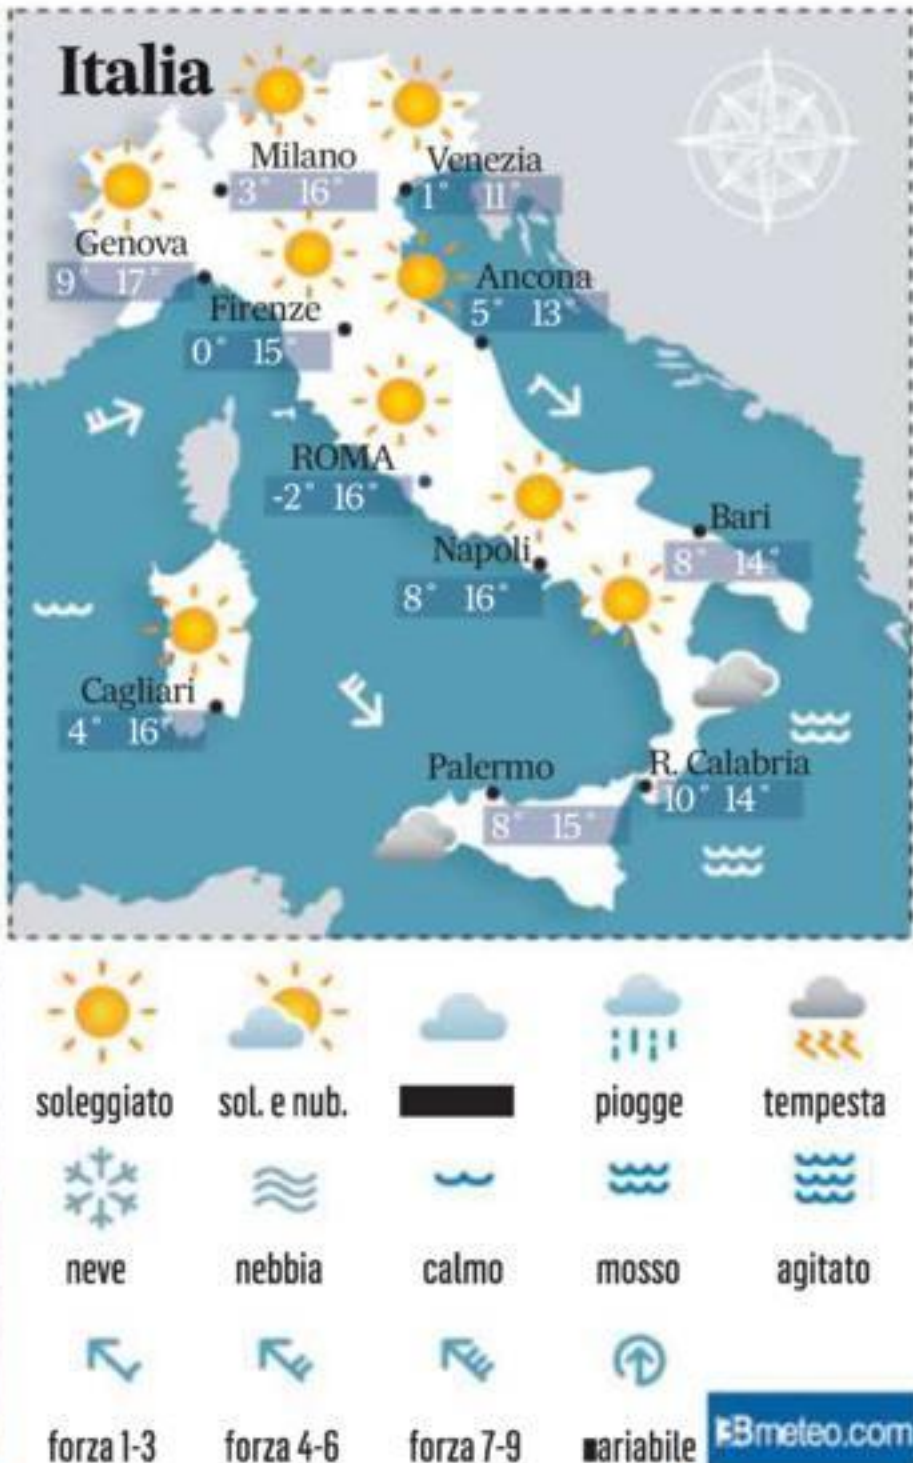 Italia
Milano
3° 16°
Venezia
1° 11°
Genova
9° 17°
Ancona
5° 13°
Firenze
0° 15°
ROMA
-2° 16°
Bari
8° 14°
Napoli
8° 16°
Cagliari
4° 16°
Palermo
8° 15°
R. Calabria
10° 14°
soleggiato sol. e nub. piogge tempesta
neve nebbia calmo mosso agitato
forza 1-3 forza 4-6 forza 7-9 ariabile
3Bmeteo.com